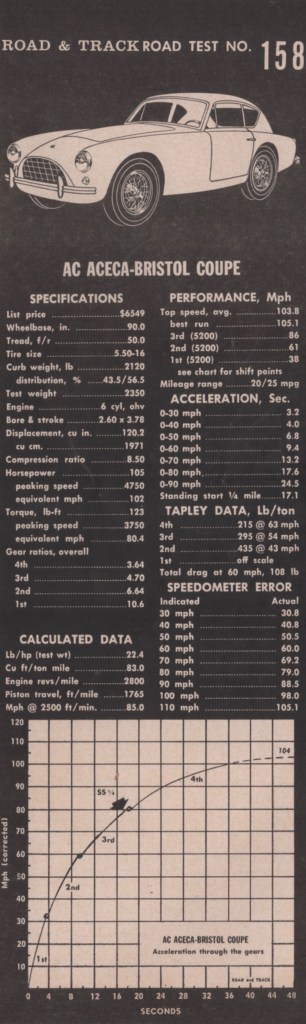 ROAD & TRACK ROAD TEST NO. 158
AC ACECA-BRISTOL COUPE
SPECIFICATIONS
List price $6549
Wheelbase, in. 90.0
Tread, f/r 50.0
Tire size 5.50-16
Curb weight, lb 2120
distribution, % 43.5/56.5
Test weight 2350
Engine 6 cyl, ohv
Bore & stroke 2.60 x 3.78
Displacement, cu in. 120.2
cu cm. 1971
Compression ratio 8.50
Horsepower 105
peaking speed 4750
equivalent mph 102
Torque, lb-ft 123
peaking speed 3750
equivalent mph 80.4
Gear ratios, overall
4th 3.64
3rd 4.70
2nd 6.64
1st 10.6
CALCULATED DATA
Lb/hp (test wt) 22.4
Cu ft/ton mile 83.0
Engine revs/mile 2800
Piston travel, ft/mile 1765
Mph @ 2500 ft/min. 85.0
PERFORMANCE, Mph
Top speed, avg. 103.8
best run 105.1
3rd (5200) 86
2nd (5200) 61
1st (5200) 38
see chart for shift points
Mileage range 20/25 mpg
ACCELERATION, Sec.
0-30 mph 3.2
0-40 mph 4.0
0-50 mph 6.8
0-60 mph 9.4
0-70 mph 13.2
0-80 mph 17.6
0-90 mph 24.5
Standing start ¼ mile 17.1
TAPLEY DATA, Lb/ton
4th 215 @ 63 mph
3rd 295 @ 54 mph
2nd 435 @ 43 mph
1st off scale
Total drag at 60 mph, 108 lb
SPEEDOMETER ERROR
Indicated Actual
30 mph 30.8
40 mph 40.8
50 mph 50.5
60 mph 60.0
70 mph 69.2
80 mph 79.0
90 mph 88.5
100 mph 98.0
110 mph 105.1
120
110
100
90
80
70
60
50
40
30
20
10
Mph (corrected)
104
4th
SS ¼
3rd
2nd
1st
AC ACECA-BRISTOL COUPE
Acceleration through the gears
ROAD and TRACK
0 4 8 12 16 20 24 28 32 36 40 44 48
SECONDS